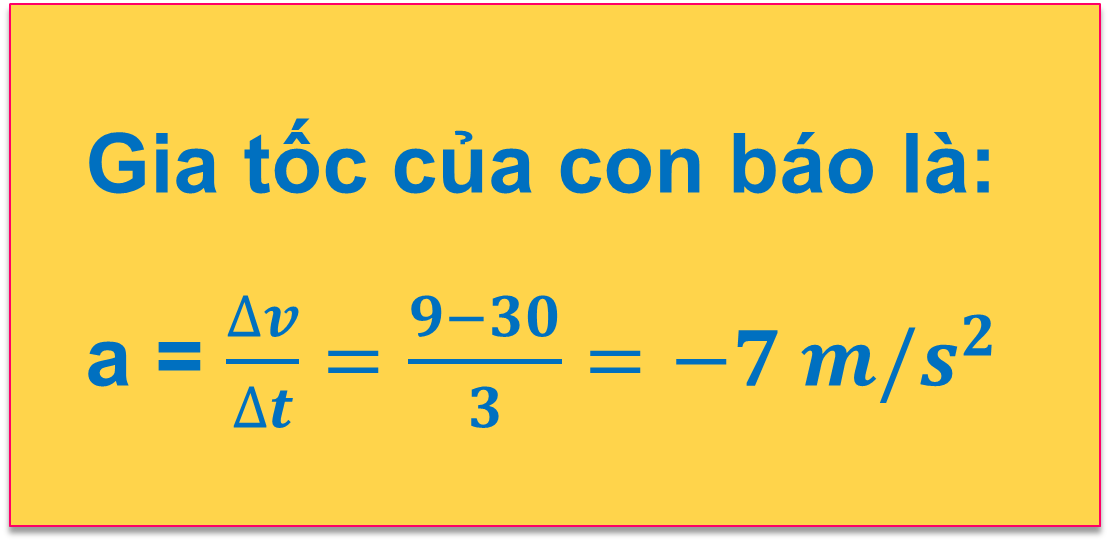 Gia tốc của con báo là:
a = Δv/Δt = 9−30/3 = −7 m/s²